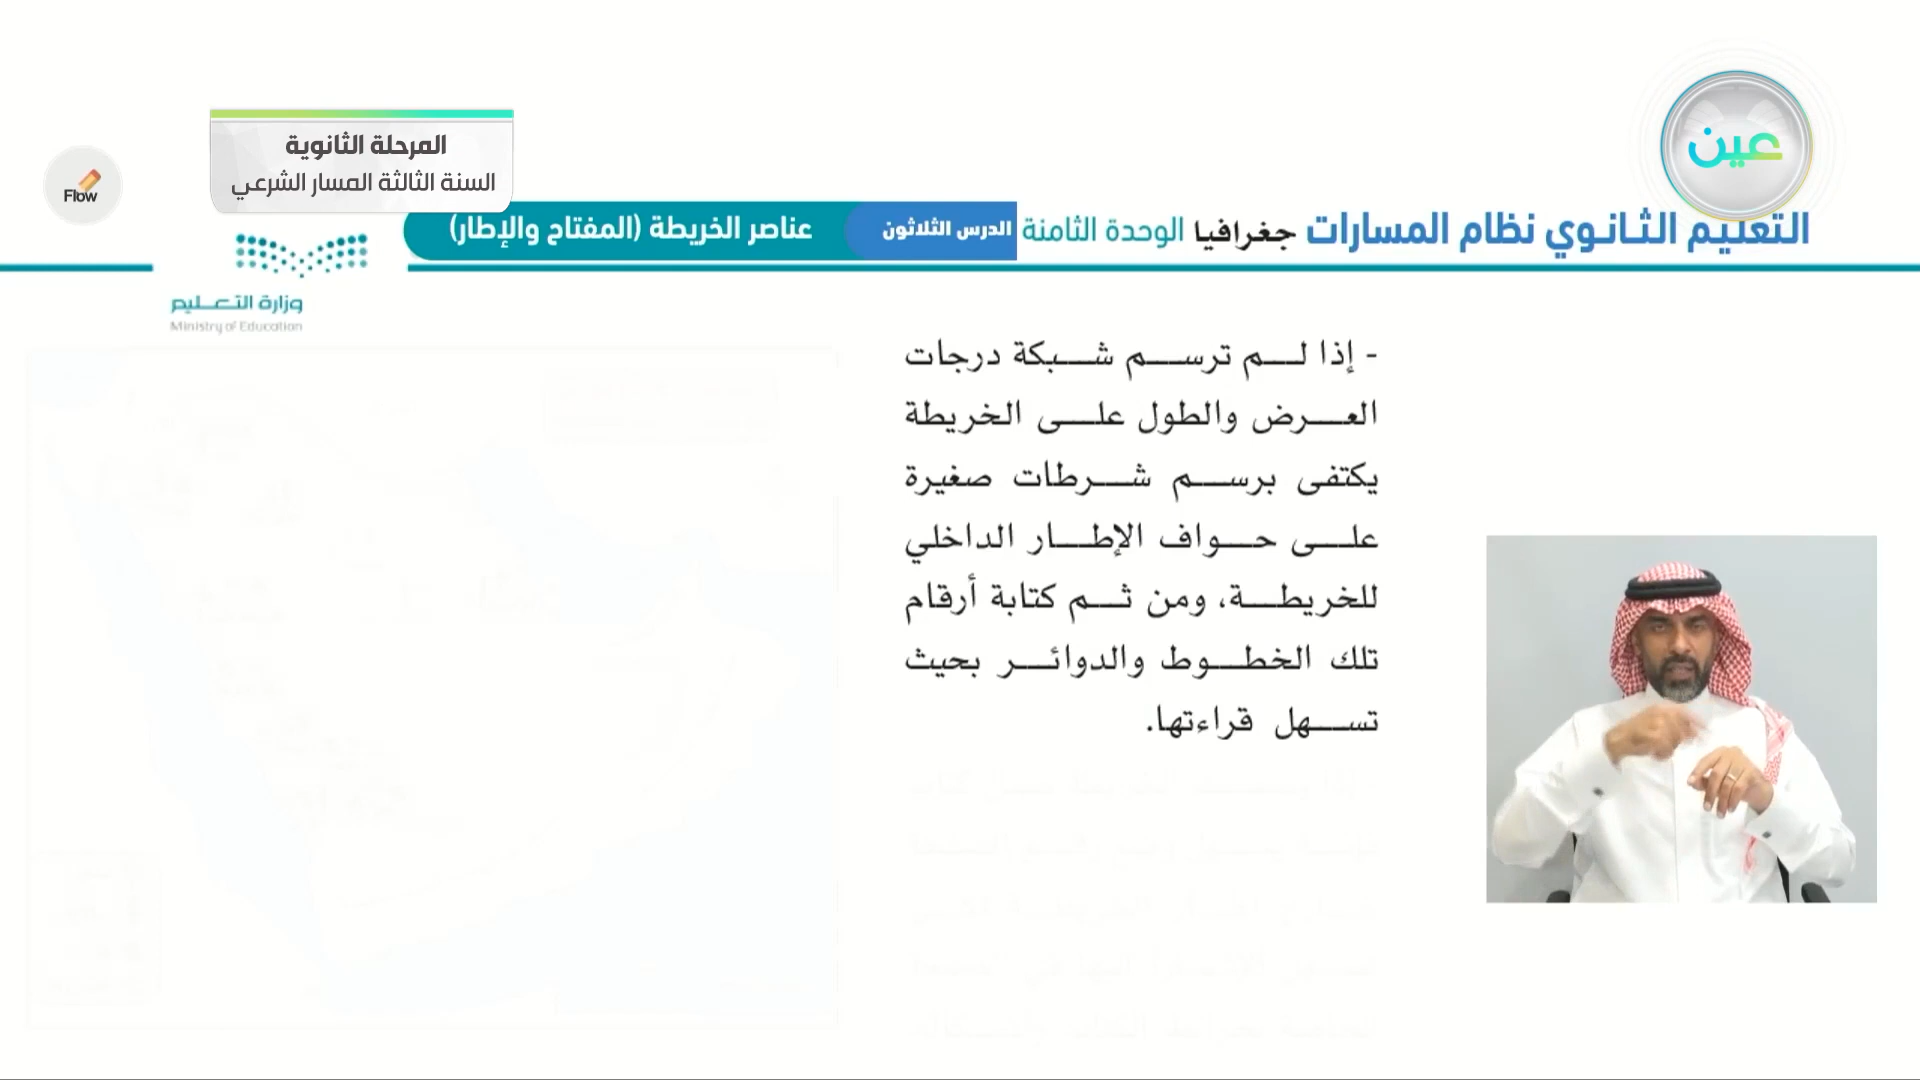 عين
المرحلة الثانوية
السنة الثالثة المسار الشرعي
Flow
التعليم الثانوي نظام المسارات جغرافيا الوحدة الثامنة الدرس الثلاثون عناصر الخريطة (المفتاح والإطار)
وزارة التعليم
Ministry of Education
- إذا لم ترسم شبكة درجات
العرض والطول على الخريطة
يكتفى برسم شرطات صغيرة
على حواف الإطار الداخلي
للخريطة، ومن ثم كتابة أرقام
تلك الخطوط والدوائر بحيث
تسهل قراءتها.